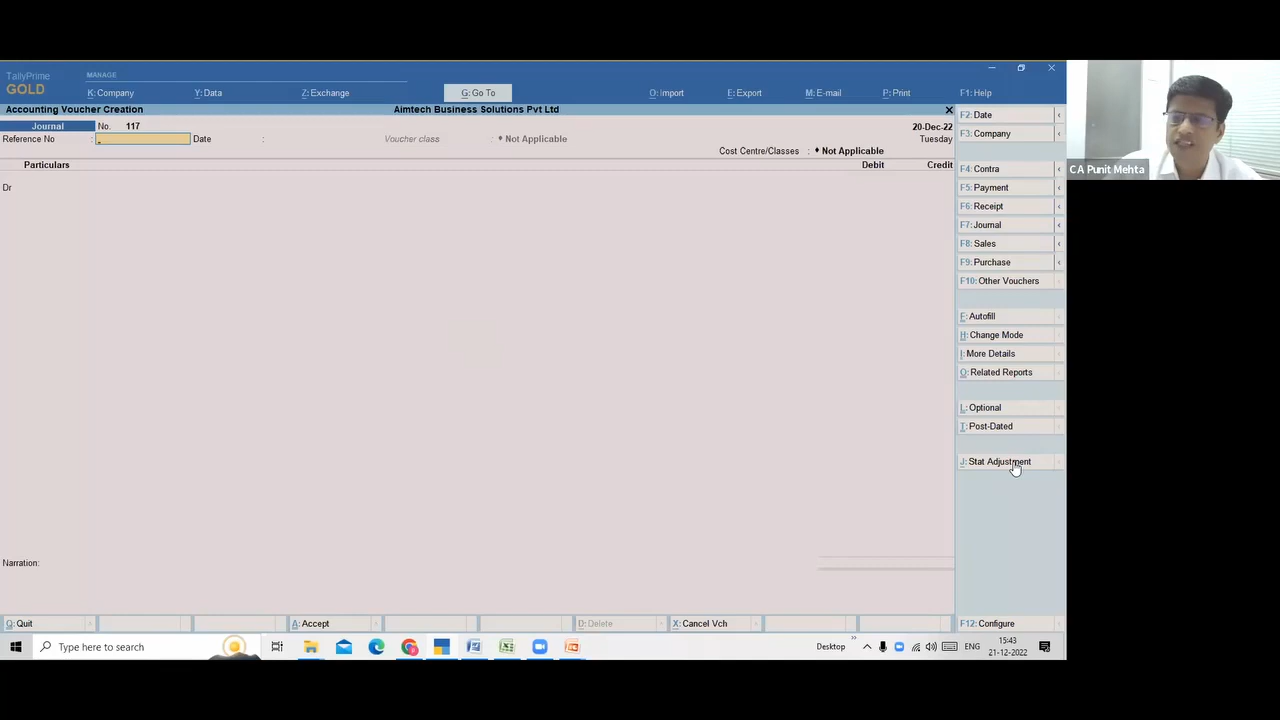 TallyPrime
GOLD
MANAGE
K: Company
Y: Data
Z: Exchange
G: Go To
O: Import
E: Export
M: E-mail
P: Print
F1: Help
Accounting Voucher Creation
Aimtech Business Solutions Pvt Ltd
Journal No. 117
20-Dec-22
Reference No :
Date :
Voucher class : ♦ Not Applicable
Tuesday
Cost Centre/Classes : ♦ Not Applicable
Particulars
Debit
Credit
Dr
Narration:
F2: Date
F3: Company
F4: Contra
F5: Payment
F6: Receipt
F7: Journal
F8: Sales
F9: Purchase
F10: Other Vouchers
F: Autofill
H: Change Mode
I: More Details
O: Related Reports
L: Optional
T: Post-Dated
J: Stat Adjustment
CA Punit Mehta
Q: Quit
A: Accept
D: Delete
X: Cancel Vch
F12: Configure
Type here to search
Desktop
ENG
15:43
21-12-2022